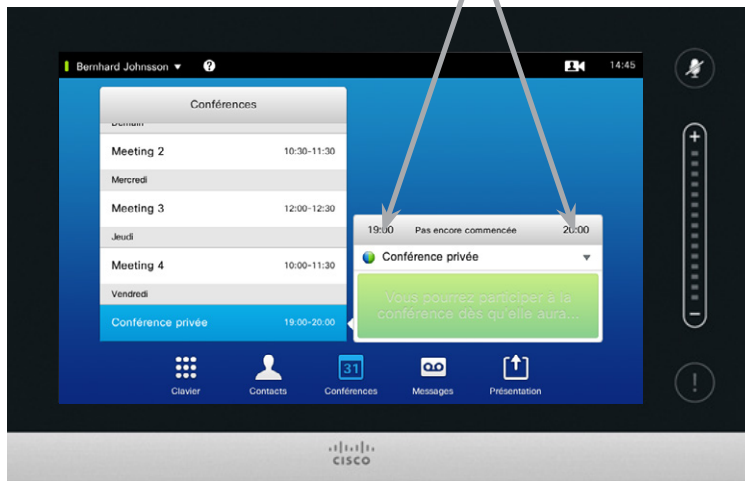 Bernhard Johnsson
?
14:45
Conférences
Demain
Meeting 2 10:30-11:30
Mercredi
Meeting 3 12:00-12:30
Jeudi
Meeting 4 10:00-11:30
Vendredi
Conférence privée 19:00-20:00
19:00 Pas encore commencée 20:00
Conférence privée
Vous pourrez participer à la
conférence dès qu'elle aura...
31
Clavier Contacts Conférences Messages Présentation
+
-
!
CISCO